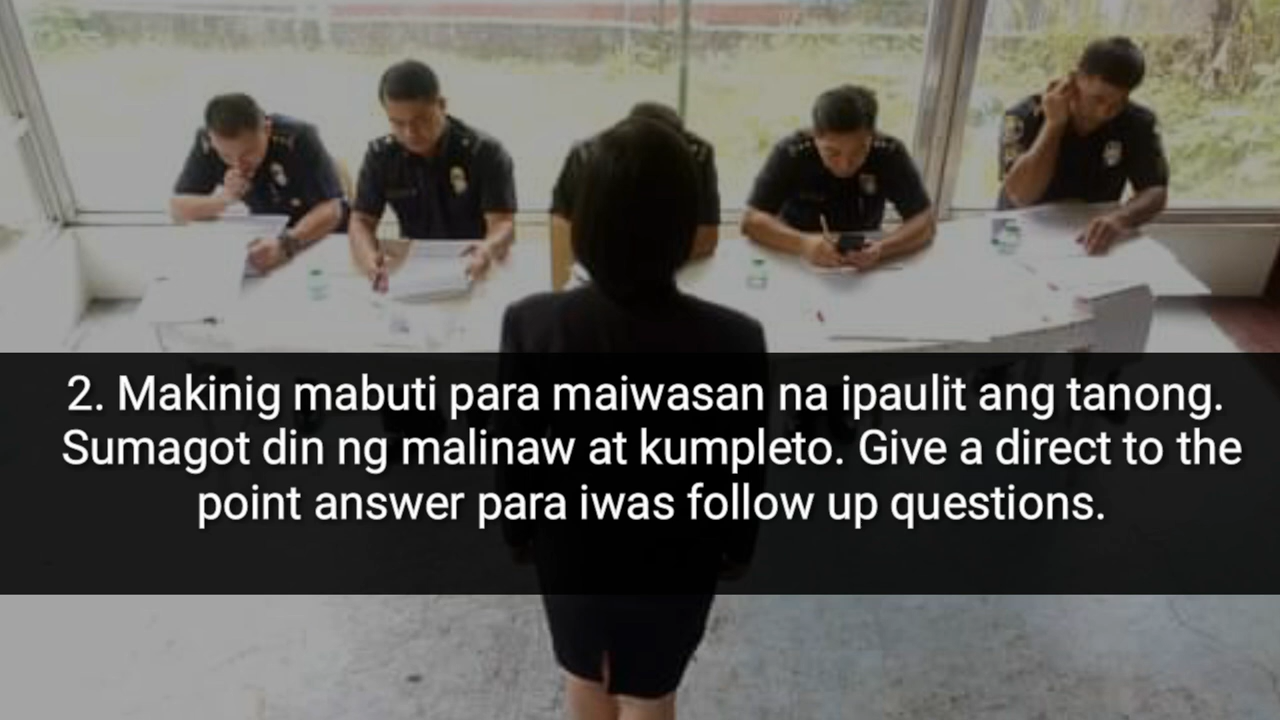 2. Makinig mabuti para maiwasan na ipaulit ang tanong.
Sumagot din ng malinaw at kumpleto. Give a direct to the
point answer para iwas follow up questions.